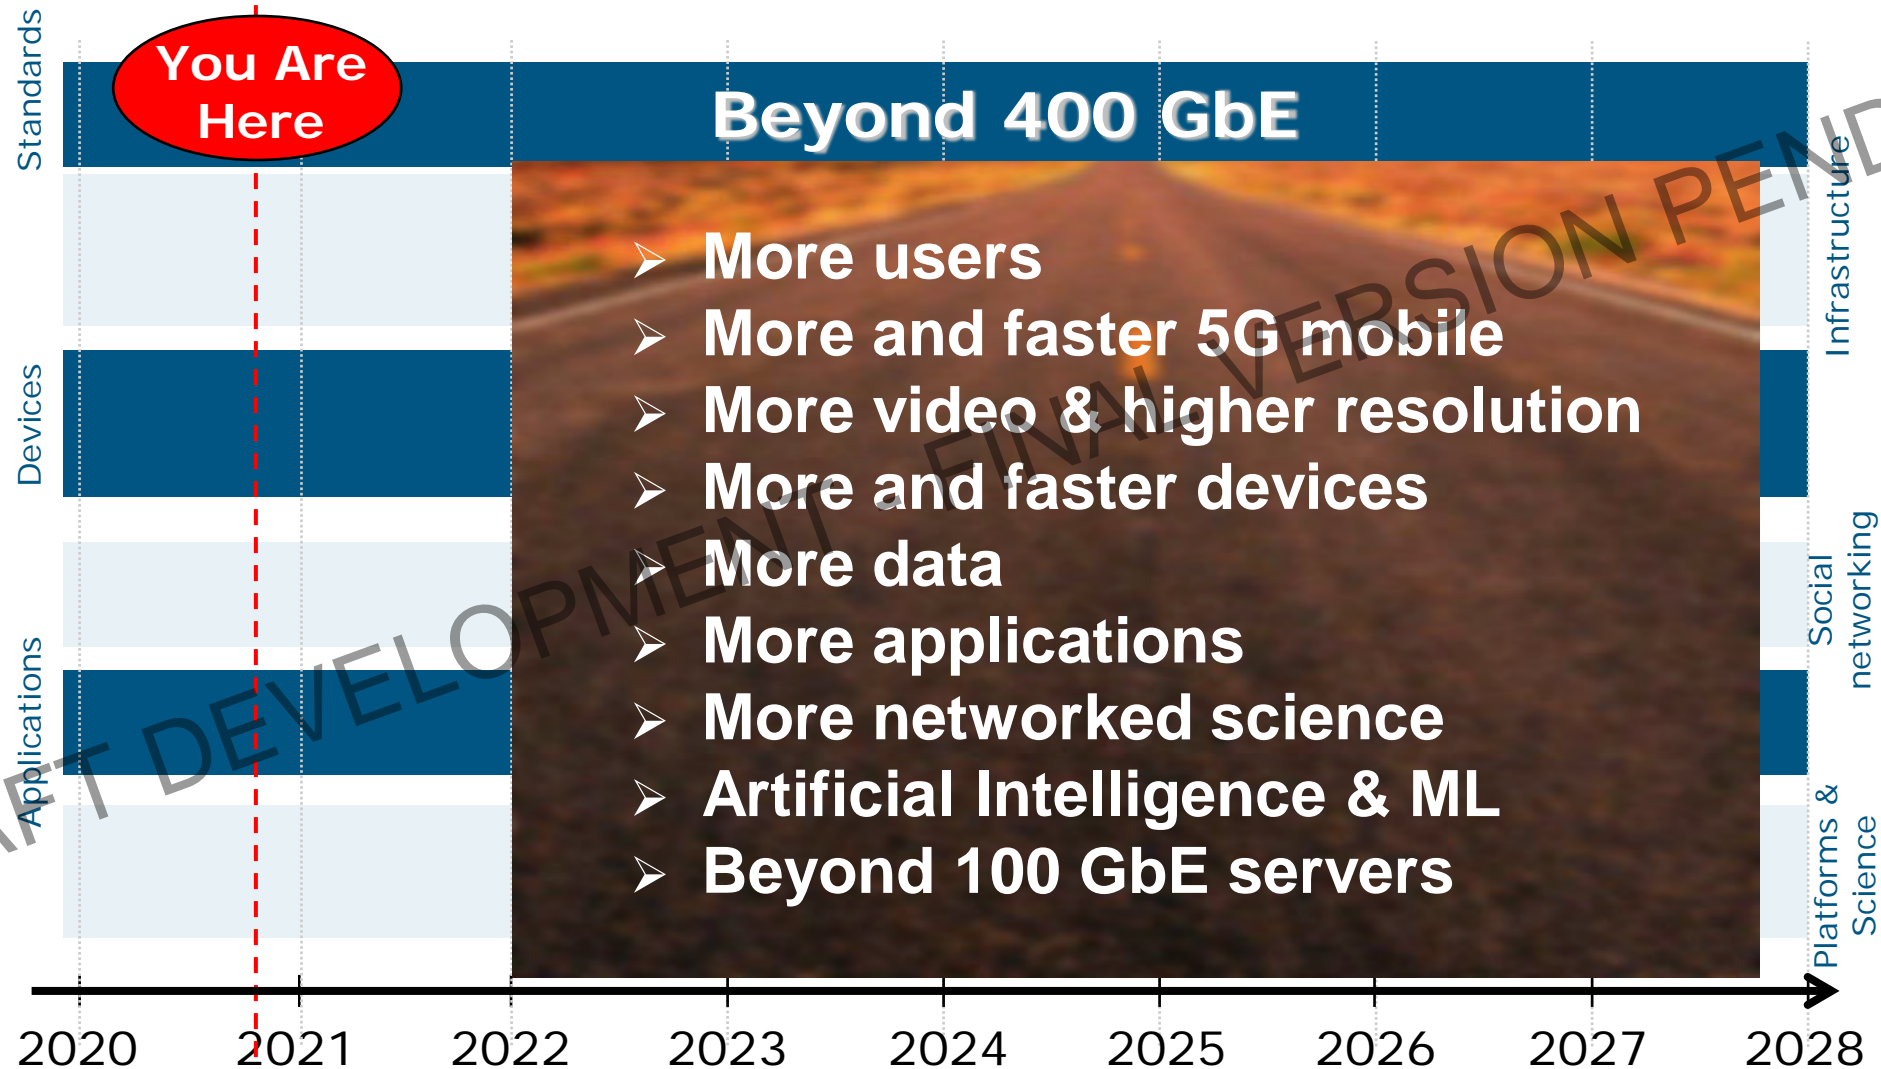 Standards
You Are
Here
Beyond 400 GbE
Infrastructure
Devices
Social
networking
Applications
Platforms &
Science
➢ More users
➢ More and faster 5G mobile
➢ More video & higher resolution
➢ More and faster devices
➢ More data
➢ More applications
➢ More networked science
➢ Artificial Intelligence & ML
➢ Beyond 100 GbE servers
AFT DEVELOPMENT - FINAL VERSION PEND
2020 2021 2022 2023 2024 2025 2026 2027 2028